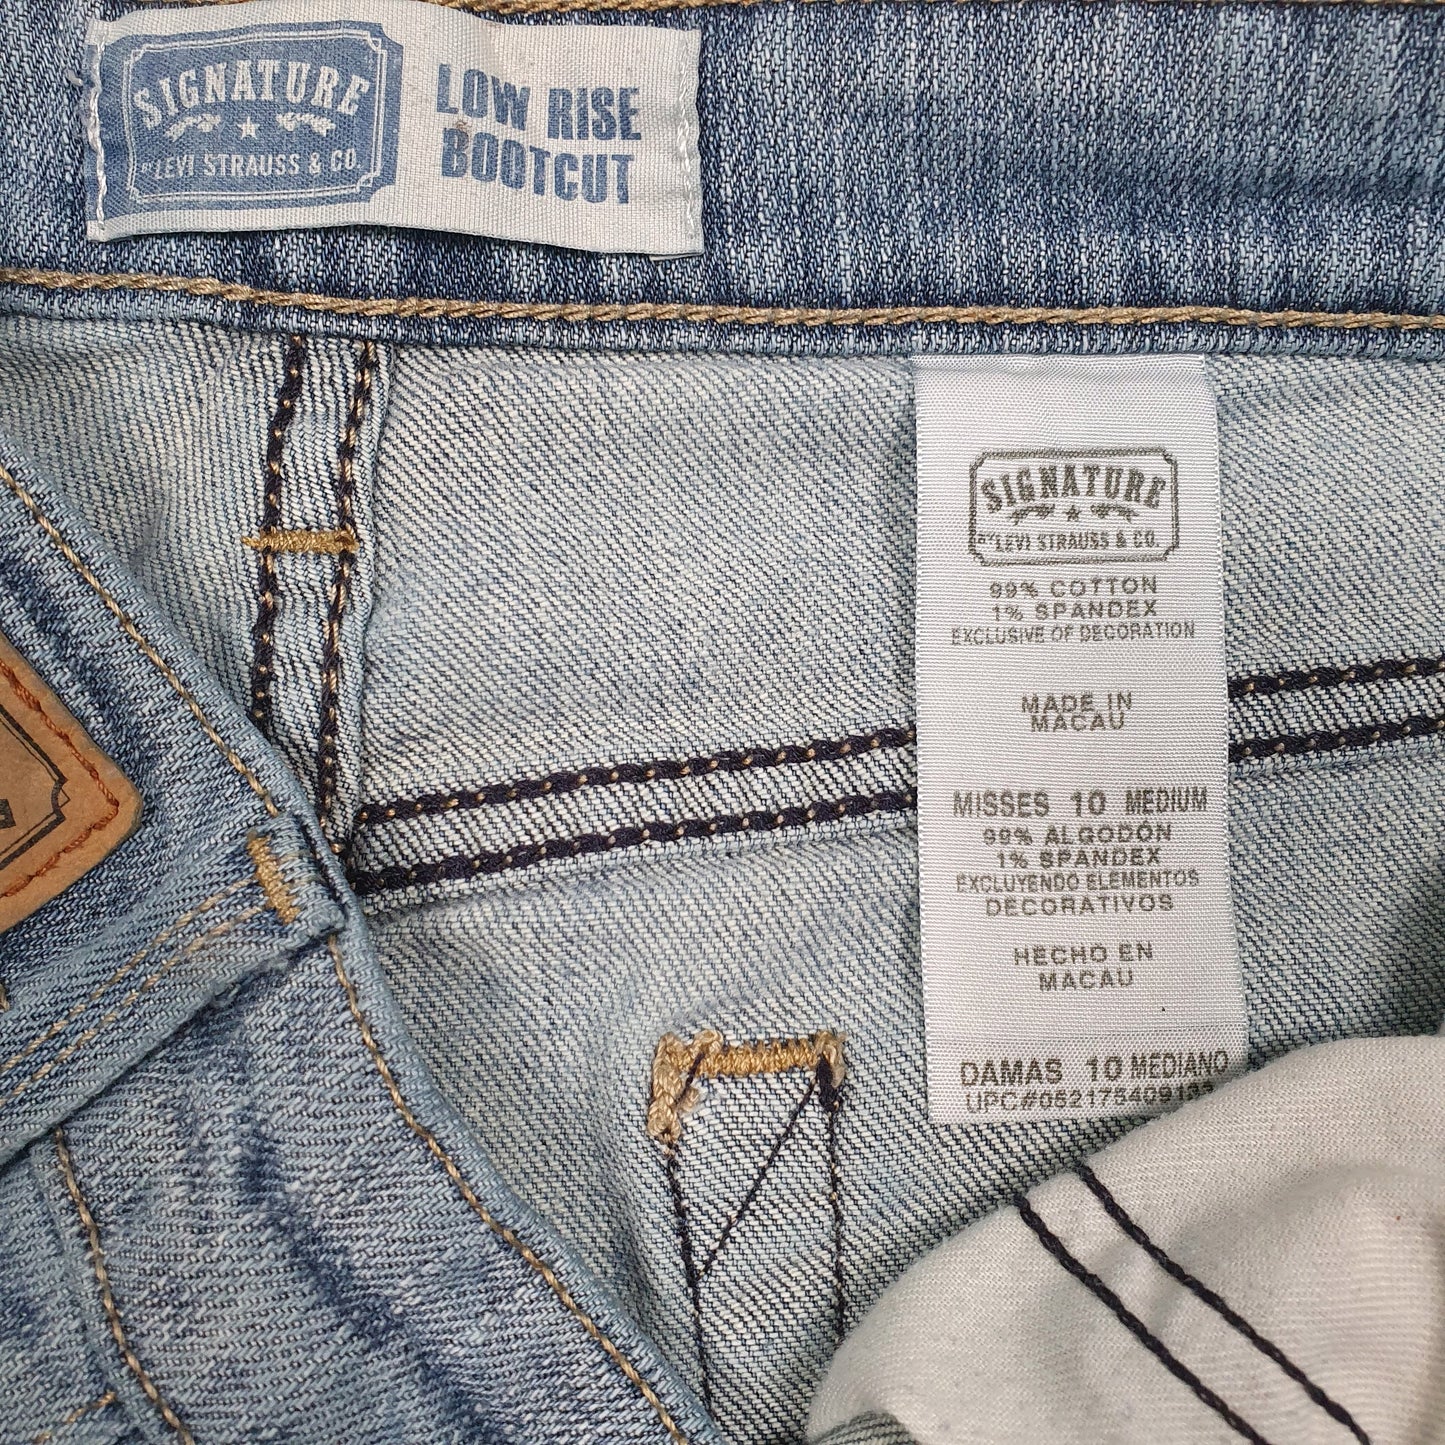 SIGNATURE
BY LEVI STRAUSS & CO.
LOW RISE
BOOTCUT
SIGNATURE
BY LEVI STRAUSS & CO.
99% COTTON
1% SPANDEX
EXCLUSIVE OF DECORATION
MADE IN
MACAU
MISSES 10 MEDIUM
99% ALGODÓN
1% SPANDEX
EXCLUYENDO ELEMENTOS
DECORATIVOS
HECHO EN
MACAU
DAMAS 10 MEDIANO